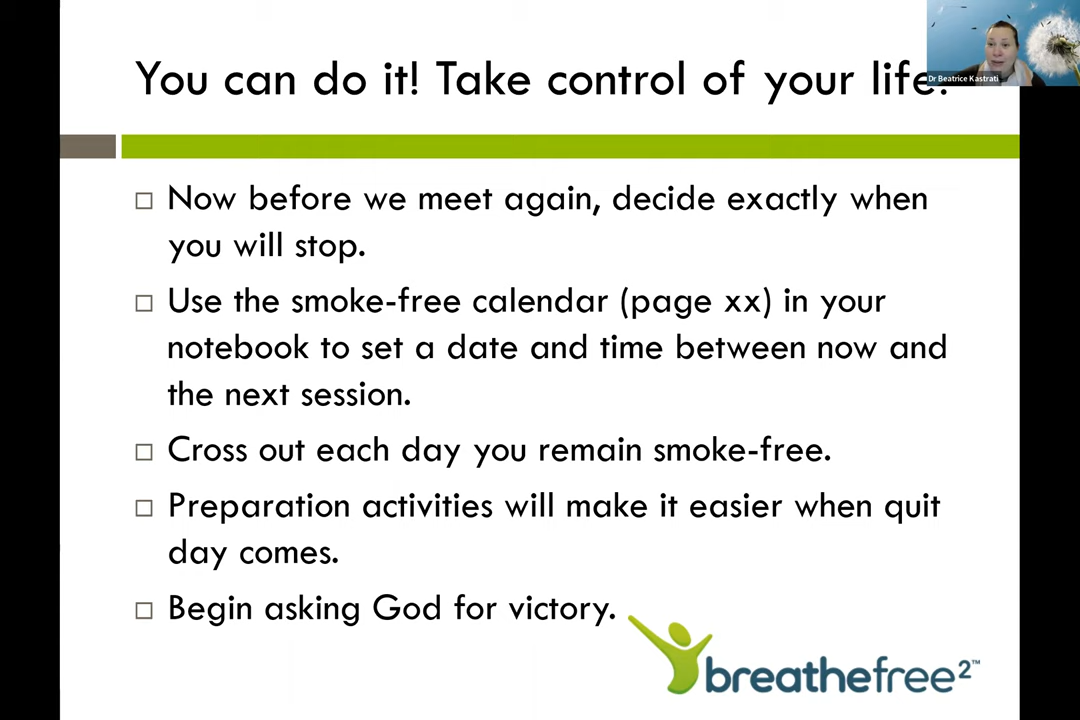 You can do it! Take control of your life.
Dr Beatrice Kastrati
Now before we meet again, decide exactly when
you will stop.
Use the smoke-free calendar (page xx) in your
notebook to set a date and time between now and
the next session.
Cross out each day you remain smoke-free.
Preparation activities will make it easier when quit
day comes.
Begin asking God for victory.
breathefree2™